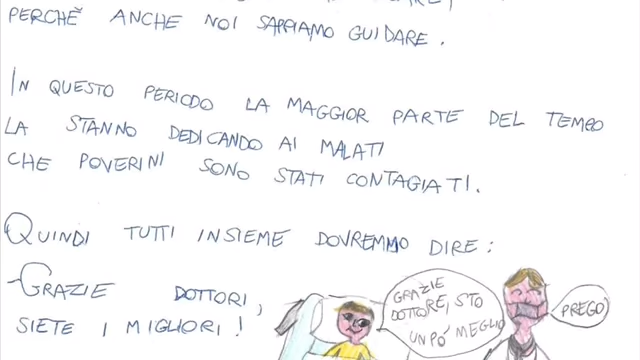 PERCHÈ ANCHE NOI SAPPIAMO GUIDARE.
IN QUESTO PERIODO LA MAGGIOR PARTE DEL TEMPO
LA STANNO DEDICANDO AI MALATI
CHE POVERINI SONO STATI CONTAGIATI.
QUINDI TUTTI INSIEME DOVREMMO DIRE:
-GRAZIE DOTTORI,
SIETE I MIGLIORI!
GRAZIE
DOTTORE, STO
UN PÓ MEGLIO
PREGO